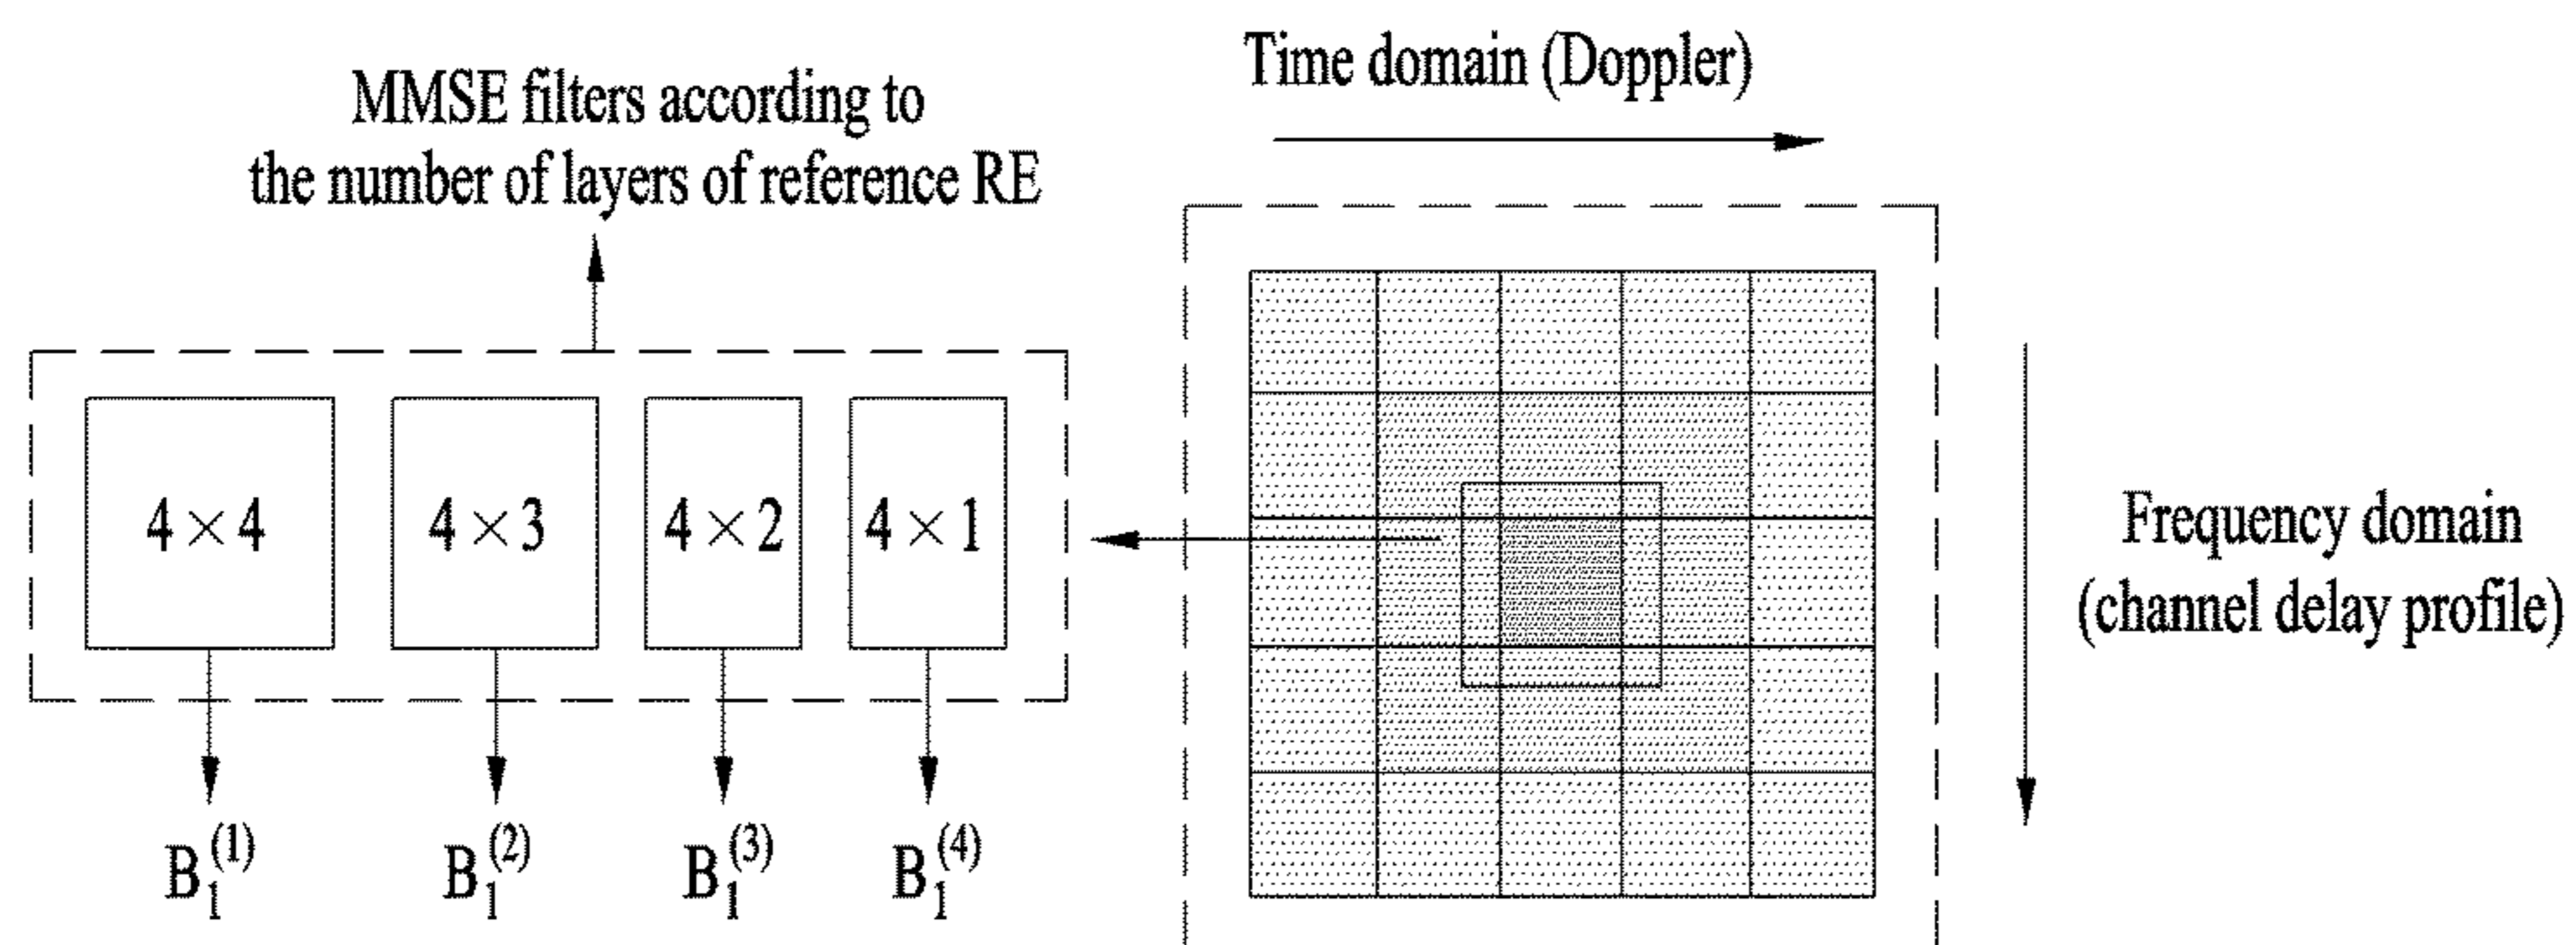 MMSE filters according to
the number of layers of reference RE
Time domain (Doppler)
4 × 4
4 × 3
4 × 2
4 × 1
Frequency domain
(channel delay profile)
B₁⁽¹⁾
B₁⁽²⁾
B₁⁽³⁾
B₁⁽⁴⁾